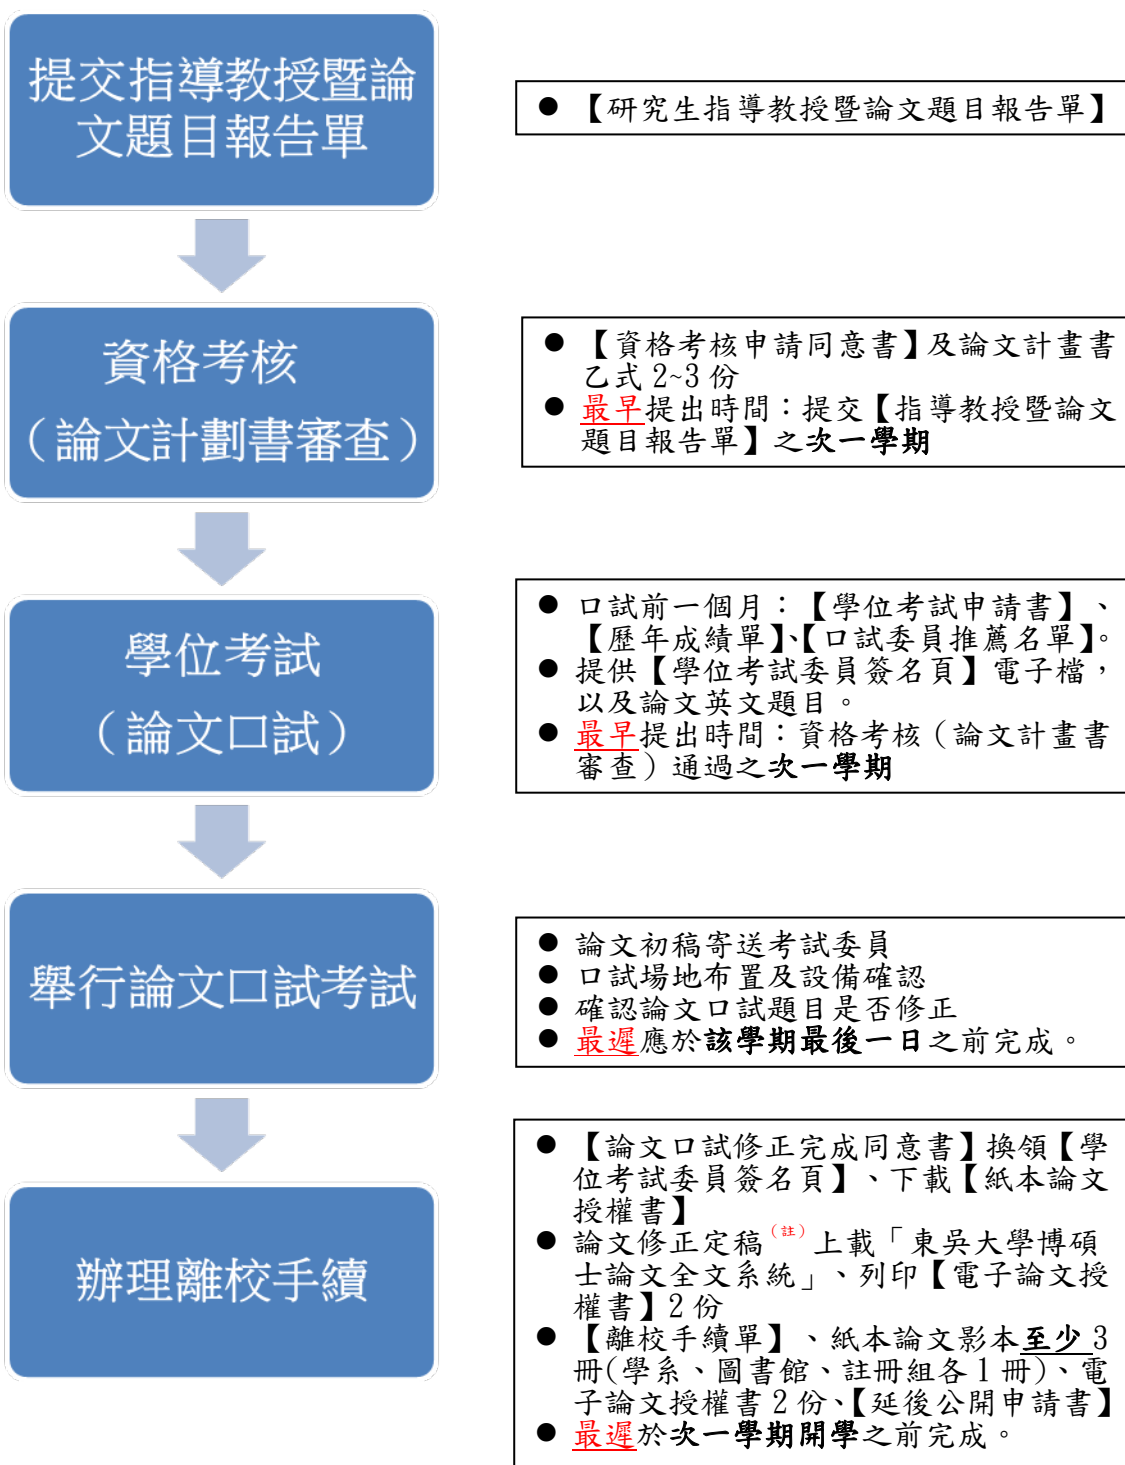 提交指導教授暨論
文題目報告單
● 【研究生指導教授暨論文題目報告單】
資格考核
（論文計劃書審查）
● 【資格考核申請同意書】及論文計畫書
乙式 2~3 份
● 最早提出時間：提交【指導教授暨論文
題目報告單】之次一學期
學位考試
（論文口試）
● 口試前一個月：【學位考試申請書】、
【歷年成績單】、【口試委員推薦名單】。
● 提供【學位考試委員簽名頁】電子檔，
以及論文英文題目。
● 最早提出時間：資格考核（論文計畫書
審查）通過之次一學期
舉行論文口試考試
● 論文初稿寄送考試委員
● 口試場地布置及設備確認
● 確認論文口試題目是否修正
● 最遲應於該學期最後一日之前完成。
辦理離校手續
● 【論文口試修正完成同意書】換領【學
位考試委員簽名頁】、下載【紙本論文
授權書】
● 論文修正定稿（註）上載「東吳大學博碩
士論文全文系統」、列印【電子論文授
權書】2 份
● 【離校手續單】、紙本論文影本至少 3
冊(學系、圖書館、註冊組各 1 冊)、電
子論文授權書 2 份、【延後公開申請書】
● 最遲於次一學期開學之前完成。